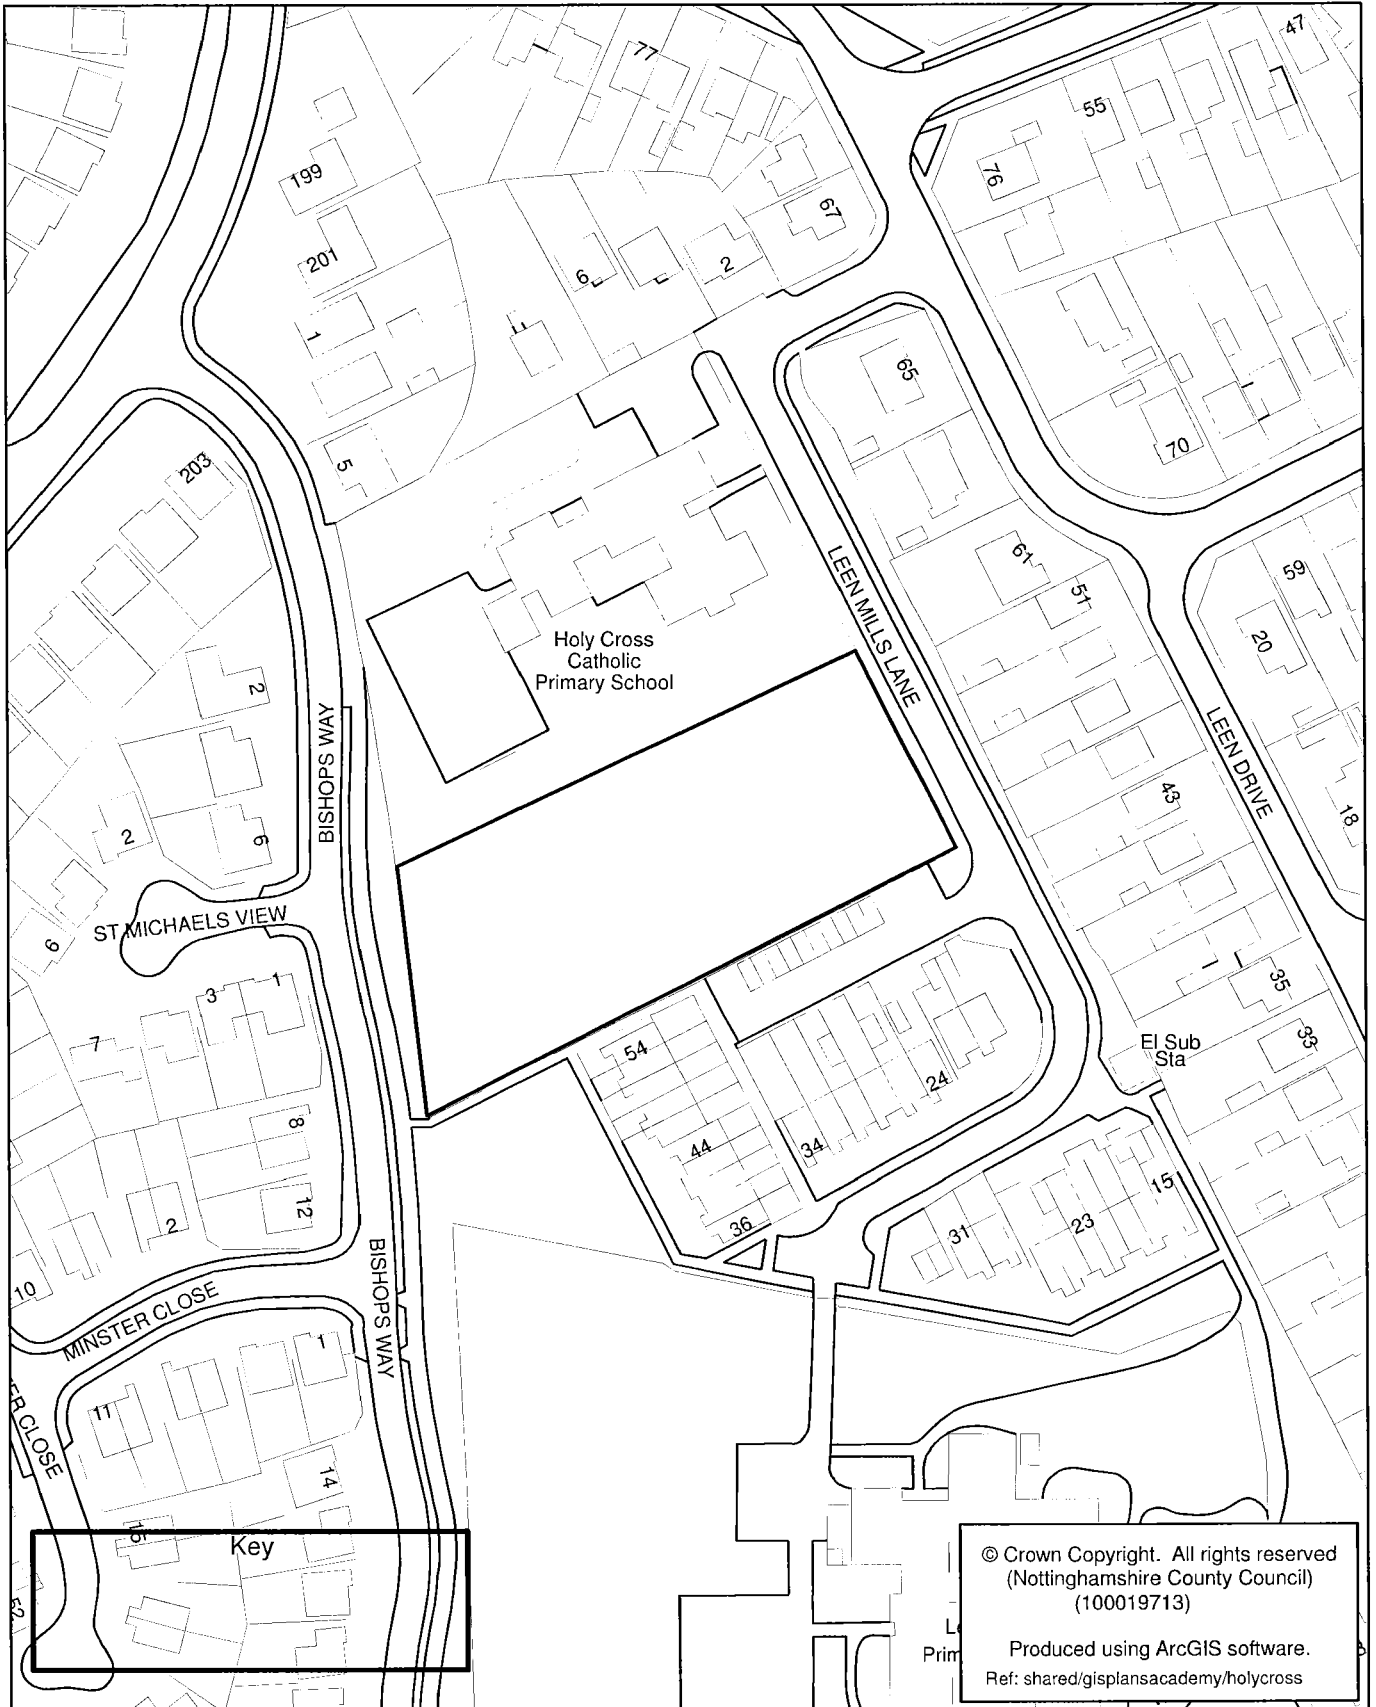 77
47
55
76
199
67
201
2
6
1
65
5
70
203
LEEN MILLS LANE
61
59
51
20
Holy Cross
Catholic
Primary School
2
BISHOPS WAY
LEEN DRIVE
43
18
2
6
ST MICHAELS VIEW
6
3
1
35
7
54
El Sub
Sta
33
24
8
44
34
15
12
2
36
31
23
BISHOPS WAY
10
MINSTER CLOSE
1
11
ER CLOSE
14
15
Key
52
© Crown Copyright. All rights reserved
(Nottinghamshire County Council)
(100019713)
Produced using ArcGIS software.
Ref: shared/gisplansacademy/holycross
Le
Prim